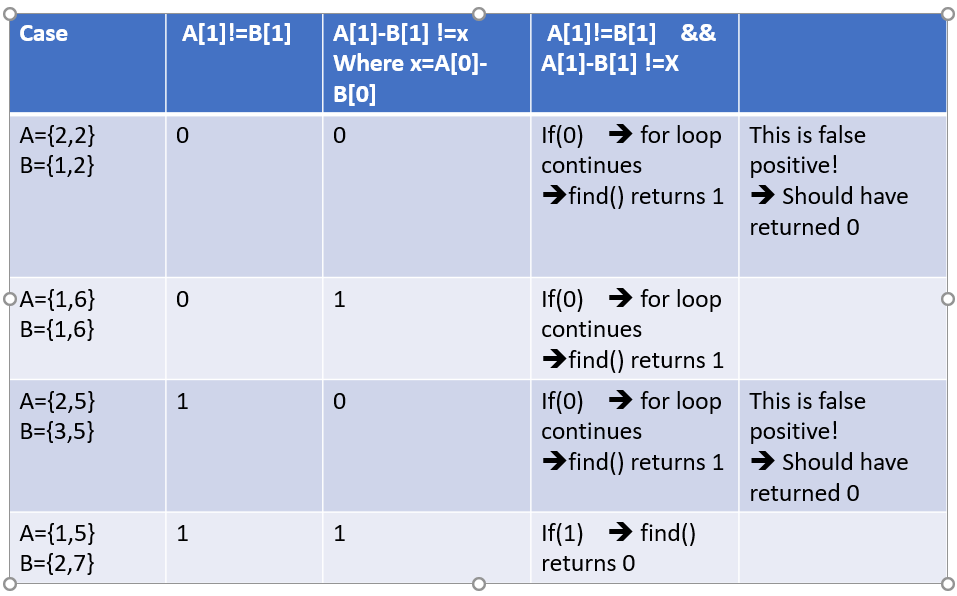 Case
A[1]!=B[1]
A[1]-B[1] !=x
Where x=A[0]-
B[0]
A[1]!=B[1] &&
A[1]-B[1] !=X
A={2,2}
B={1,2}
0
0
If(0) ➔ for loop
continues
➔find() returns 1
This is false
positive!
➔ Should have
returned 0
A={1,6}
B={1,6}
0
1
If(0) ➔ for loop
continues
➔find() returns 1
A={2,5}
B={3,5}
1
0
If(0) ➔ for loop
continues
➔find() returns 1
This is false
positive!
➔ Should have
returned 0
A={1,5}
B={2,7}
1
1
If(1) ➔ find()
returns 0